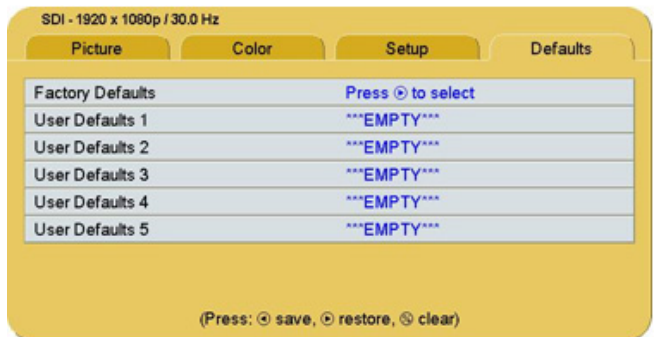 SDI - 1920 x 1080p / 30.0 Hz
Picture Color Setup Defaults
Factory Defaults Press ⊙ to select
User Defaults 1 ***EMPTY***
User Defaults 2 ***EMPTY***
User Defaults 3 ***EMPTY***
User Defaults 4 ***EMPTY***
User Defaults 5 ***EMPTY***
(Press: ⊙ save, ⊙ restore, ⊗ clear)